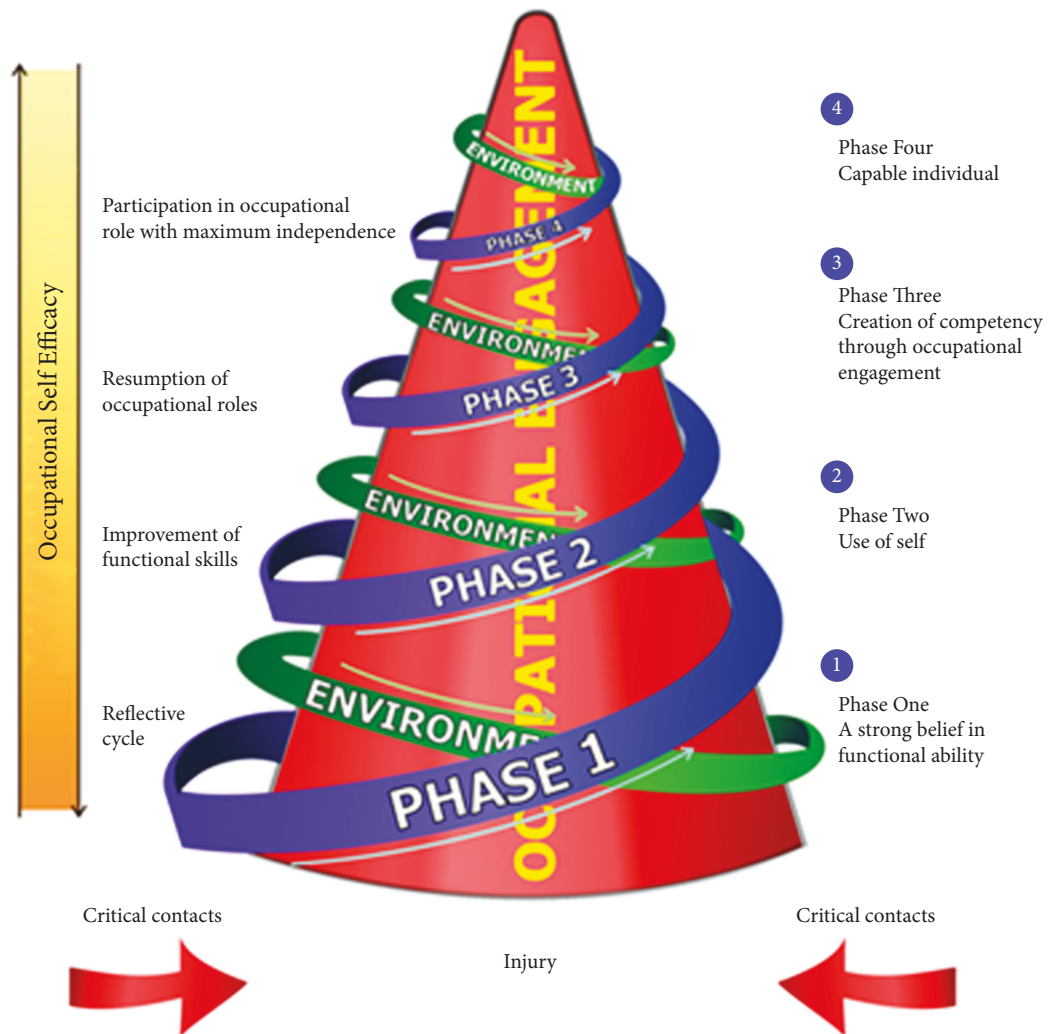 4
Phase Four
Capable individual
Participation in occupational
role with maximum independence
ENVIRONMENT
PHASE 4
3
Phase Three
Creation of competency
through occupational
engagement
Resumption of
occupational roles
ENVIRONME
PHASE 3
2
Phase Two
Use of self
Improvement of
functional skills
ENVIRONMENT
PHASE 2
1
Phase One
A strong belief in
functional ability
Reflective
cycle
ENVIRONME
PHASE 1
Occupational Self Efficacy
OCCUPATIONAL ENGAGEMENT
Critical contacts
Injury
Critical contacts